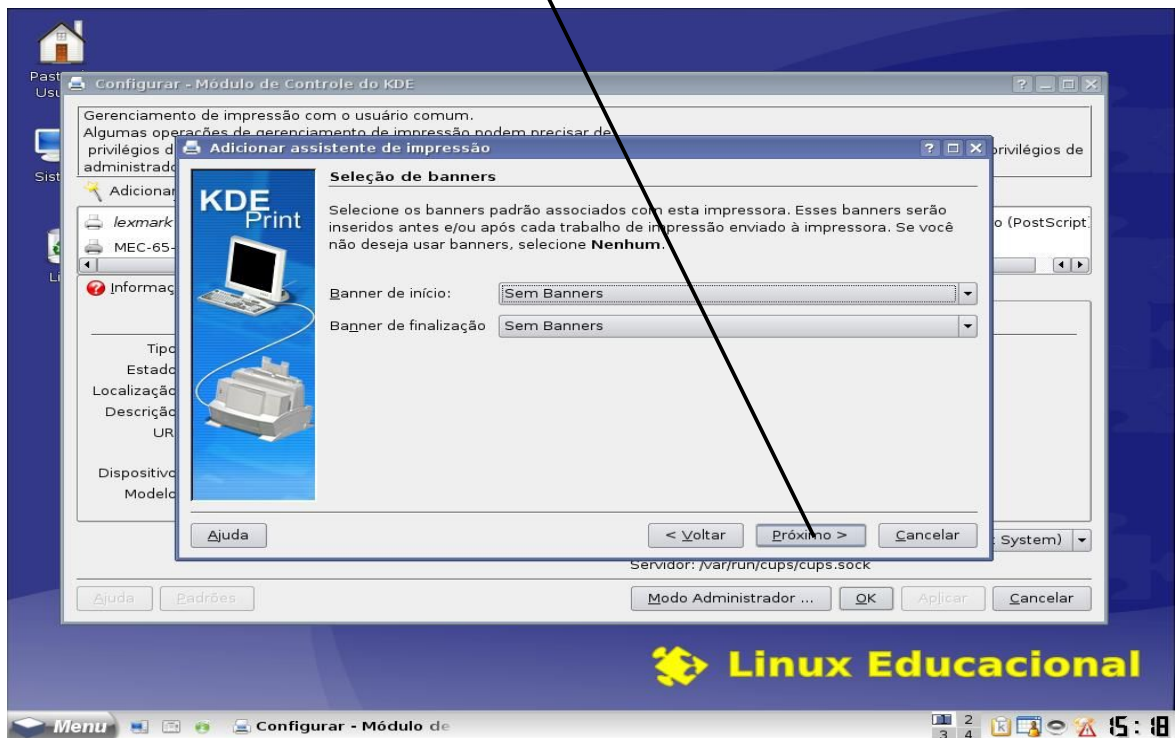 Configurar - Módulo de Controle do KDE
Gerenciamento de impressão com o usuário comum.
Algumas operações de gerenciamento de impressão podem precisar de
privilégios d
privilégios de
administrado
Adicionar assistente de impressão
Adicionar
lexmark
o (PostScript
MEC-65-
Informaç
Tipo
Estado
Localização
Descrição
UR
Dispositivo
Modelo
KDE
Print
Seleção de banners
Selecione os banners padrão associados com esta impressora. Esses banners serão
inseridos antes e/ou após cada trabalho de impressão enviado à impressora. Se você
não deseja usar banners, selecione Nenhum.
Banner de início: Sem Banners
Banner de finalização Sem Banners
Ajuda < Voltar Próximo > Cancelar
System)
Servidor: /var/run/cups/cups.sock
Ajuda Padrões Modo Administrador ... OK Aplicar Cancelar
Past
Usu
Sist
Li
Linux Educacional
Menu Configurar - Módulo de 2 3 4 15:18